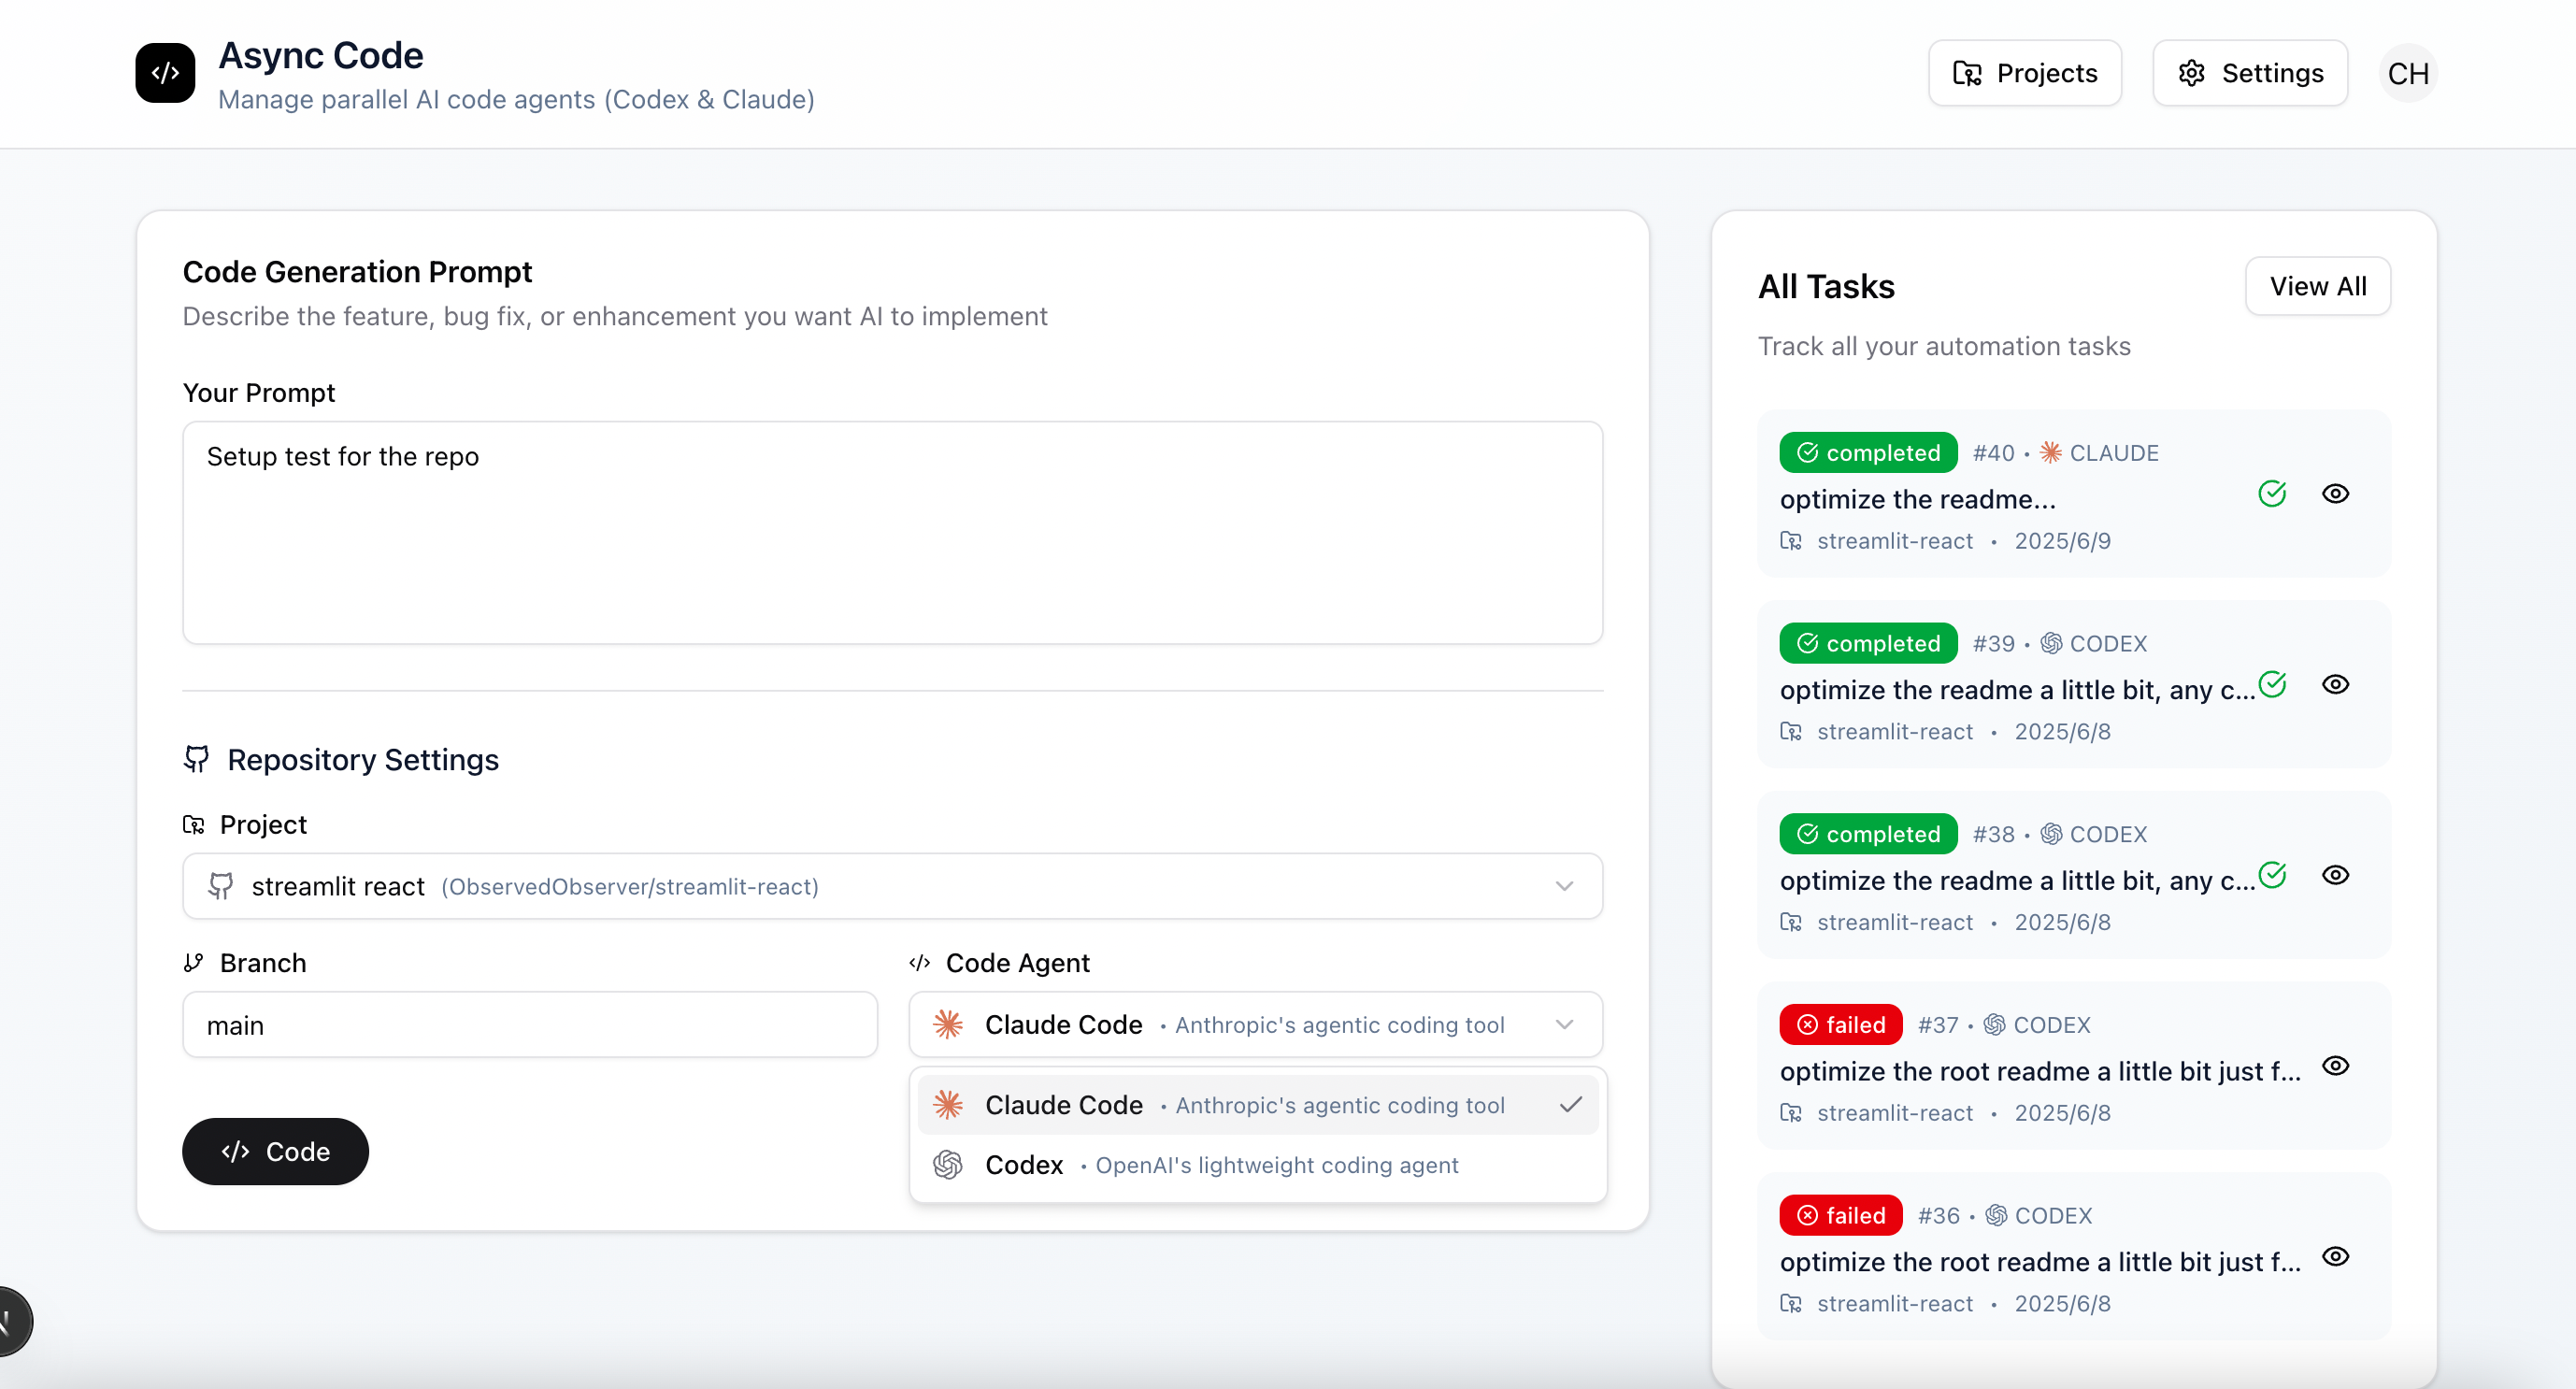 Async Code
Manage parallel AI code agents (Codex & Claude)
Projects
Settings
CH
Code Generation Prompt
Describe the feature, bug fix, or enhancement you want AI to implement
Your Prompt
Setup test for the repo
Repository Settings
Project
streamlit react (ObservedObserver/streamlit-react)
Branch
main
Code Agent
Claude Code • Anthropic's agentic coding tool
Claude Code • Anthropic's agentic coding tool
Codex • OpenAI's lightweight coding agent
</> Code
All Tasks
View All
Track all your automation tasks
completed #40 • CLAUDE
optimize the readme...
streamlit-react • 2025/6/9
completed #39 • CODEX
optimize the readme a little bit, any c...
streamlit-react • 2025/6/8
completed #38 • CODEX
optimize the readme a little bit, any c...
streamlit-react • 2025/6/8
failed #37 • CODEX
optimize the root readme a little bit just f...
streamlit-react • 2025/6/8
failed #36 • CODEX
optimize the root readme a little bit just f...
streamlit-react • 2025/6/8